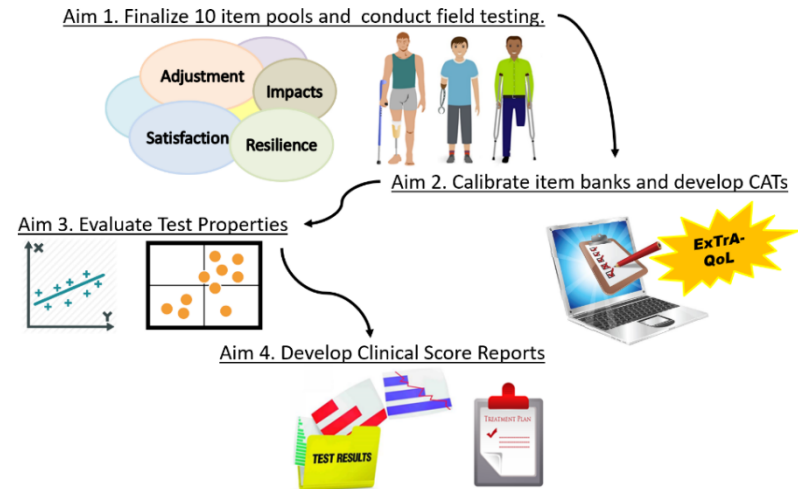 Aim 1. Finalize 10 item pools and conduct field testing.
Adjustment
Impacts
Satisfaction
Resilience
Aim 2. Calibrate item banks and develop CATs
Aim 3. Evaluate Test Properties
X
Y
ExTrA-
QoL
Aim 4. Develop Clinical Score Reports
TEST RESULTS
TREATMENT PLAN